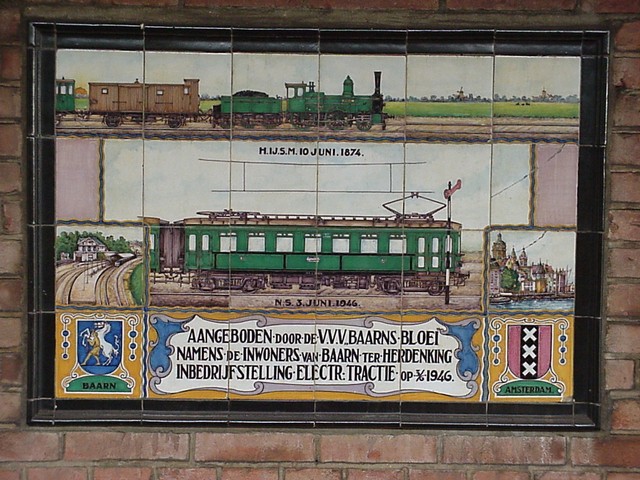 H.IJ.S.M. 10 JUNI. 1874.
N.S. 3. JUNI. 1946.
AANGEBODEN·DOOR·DE V.V.V. BAARNS·BLOEI
NAMENS·DE·INWONERS VAN·BAARN·TER·HERDENKING
INBEDRIJFSTELLING·ELECTR:·TRACTIE·OP 3/6-1946.
BAARN
AMSTERDAM